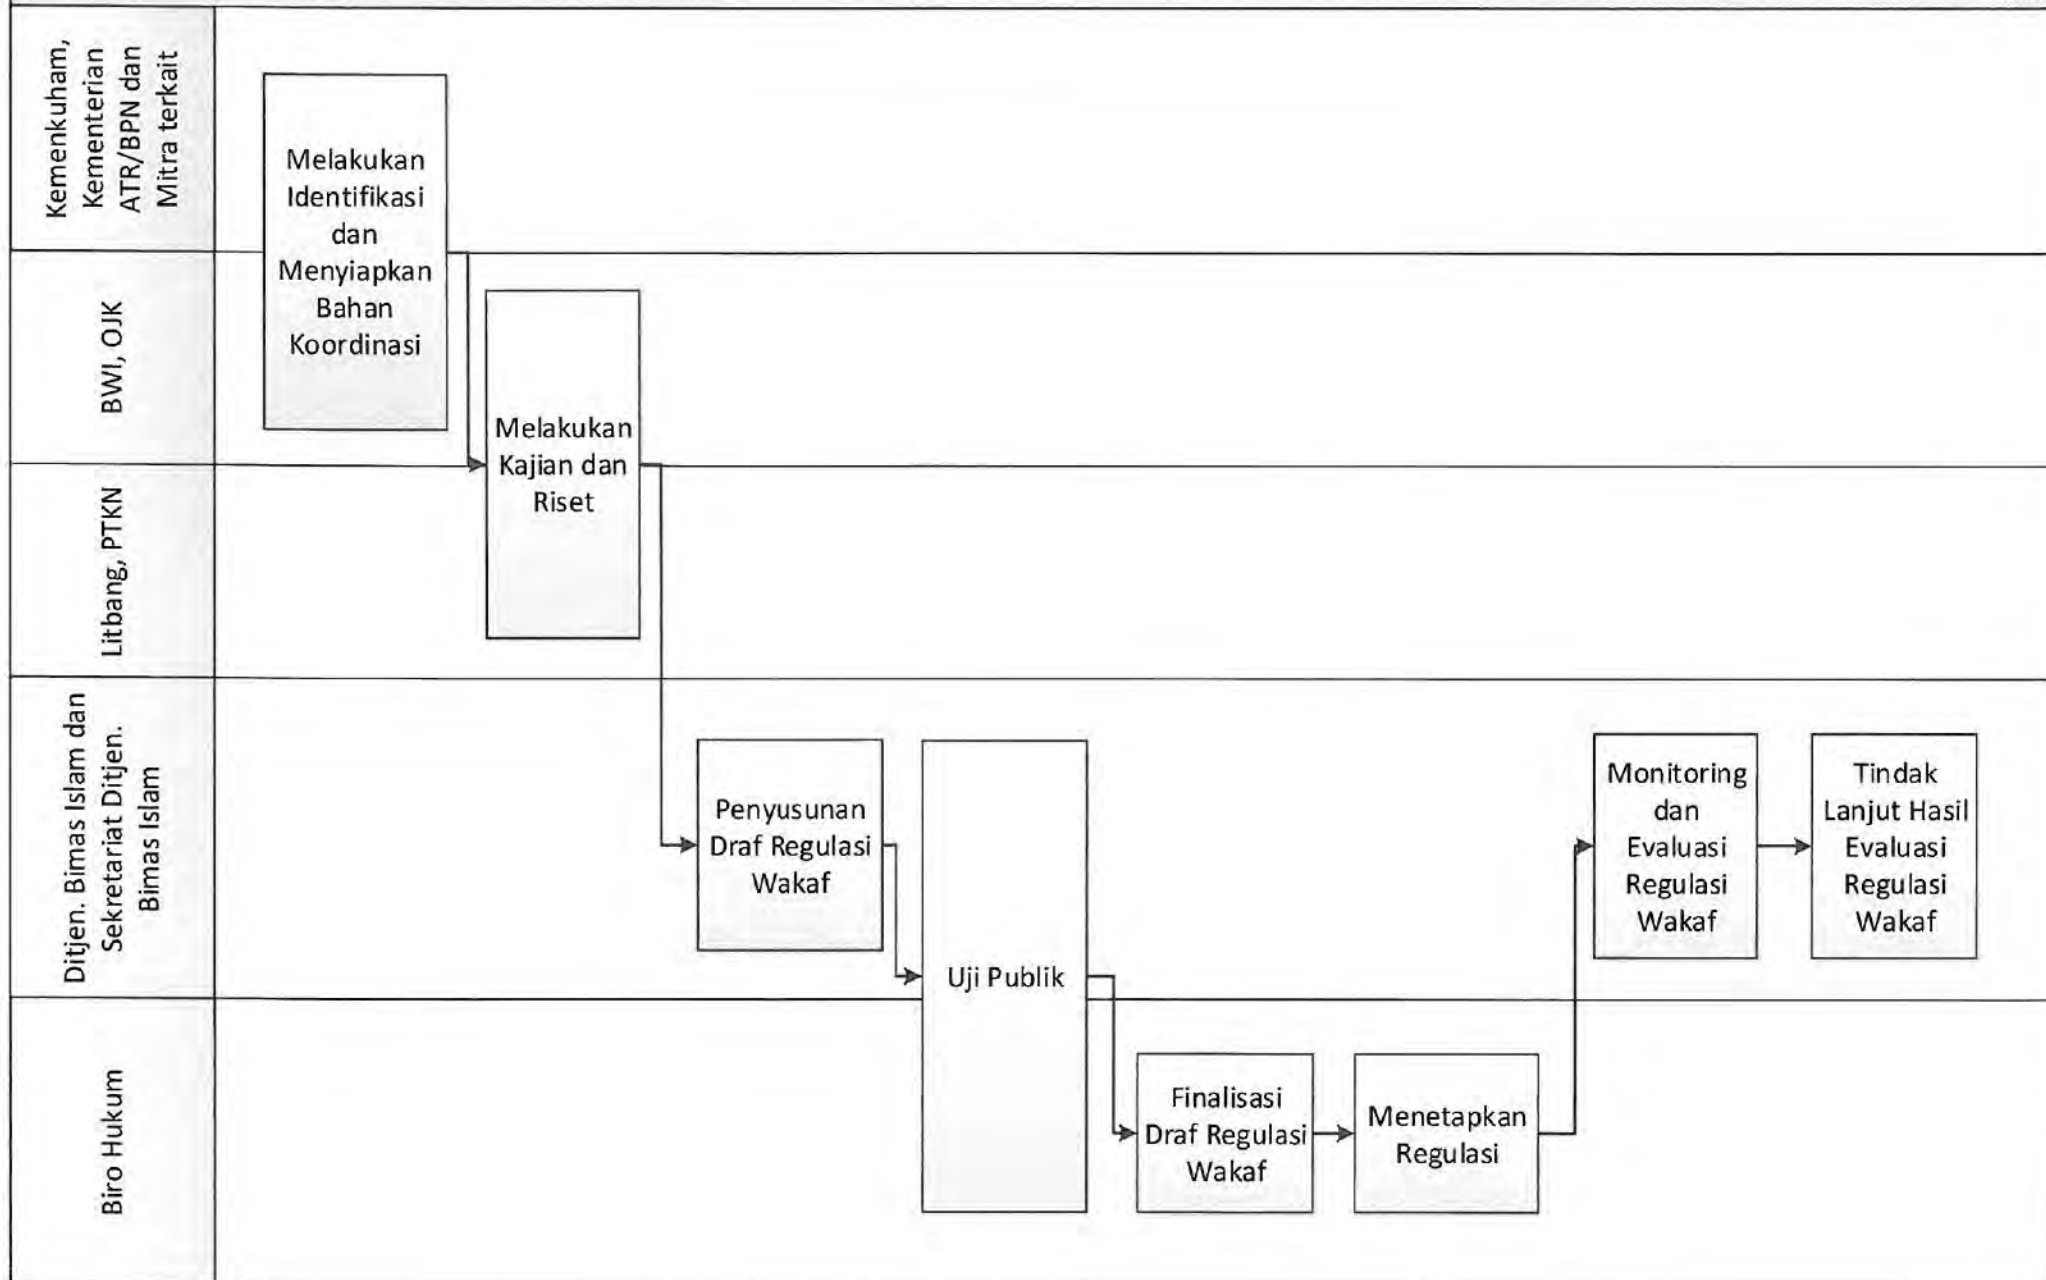 Kemenkuham,
Kementerian
ATR/BPN dan
Mitra terkait
Melakukan
Identifikasi
dan
Menyiapkan
Bahan
Koordinasi
BWI, OJK
Melakukan
Kajian dan
Riset
Litbang, PTKN
Ditjen. Bimas Islam dan
Sekretariat Ditjen.
Bimas Islam
Penyusunan
Draf Regulasi
Wakaf
Uji Publik
Monitoring
dan
Evaluasi
Regulasi
Wakaf
Tindak
Lanjut Hasil
Evaluasi
Regulasi
Wakaf
Biro Hukum
Finalisasi
Draf Regulasi
Wakaf
Menetapkan
Regulasi